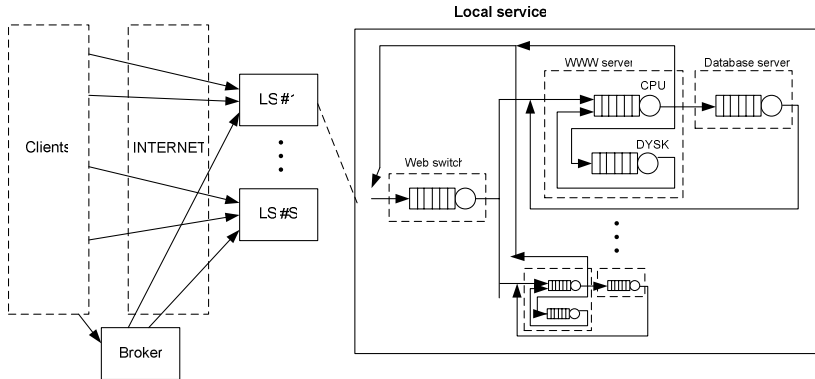 Local service
Clients
INTERNET
LS #1
LS #S
Broker
Web switch
WWW server
CPU
DYSK
Database server